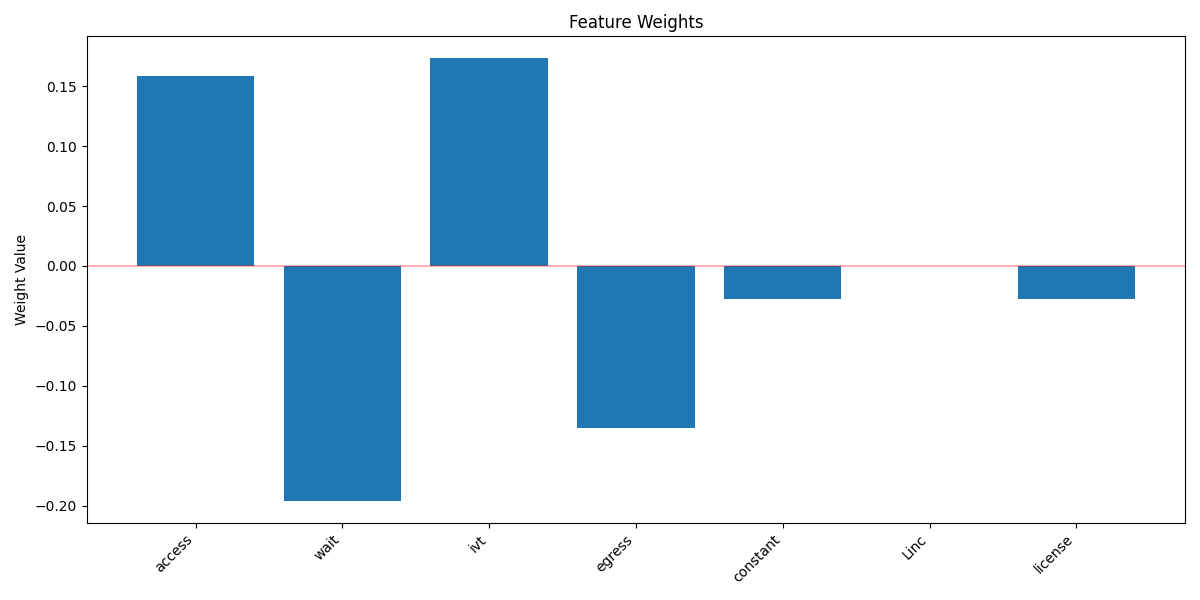 Feature Weights
0.15
0.10
0.05
0.00
−0.05
−0.10
−0.15
−0.20
Weight Value
access
wait
ivt
egress
constant
Linc
license